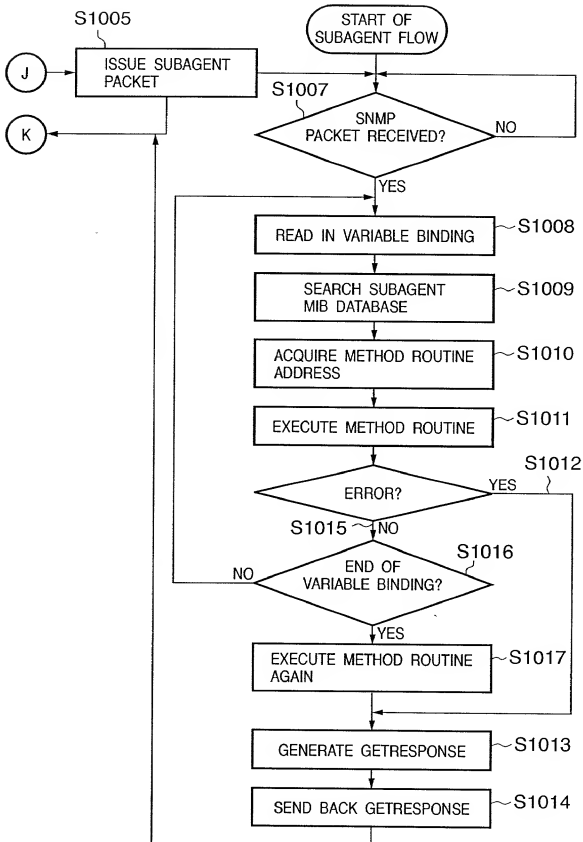 S1005
START OF
SUBAGENT FLOW
J
ISSUE SUBAGENT
PACKET
S1007
K
SNMP
PACKET RECEIVED?
NO
YES
READ IN VARIABLE BINDING
S1008
SEARCH SUBAGENT
MIB DATABASE
S1009
ACQUIRE METHOD ROUTINE
ADDRESS
S1010
EXECUTE METHOD ROUTINE
S1011
S1012
ERROR?
YES
S1015
NO
S1016
END OF
VARIABLE BINDING?
NO
YES
EXECUTE METHOD ROUTINE
AGAIN
S1017
GENERATE GETRESPONSE
S1013
SEND BACK GETRESPONSE
S1014